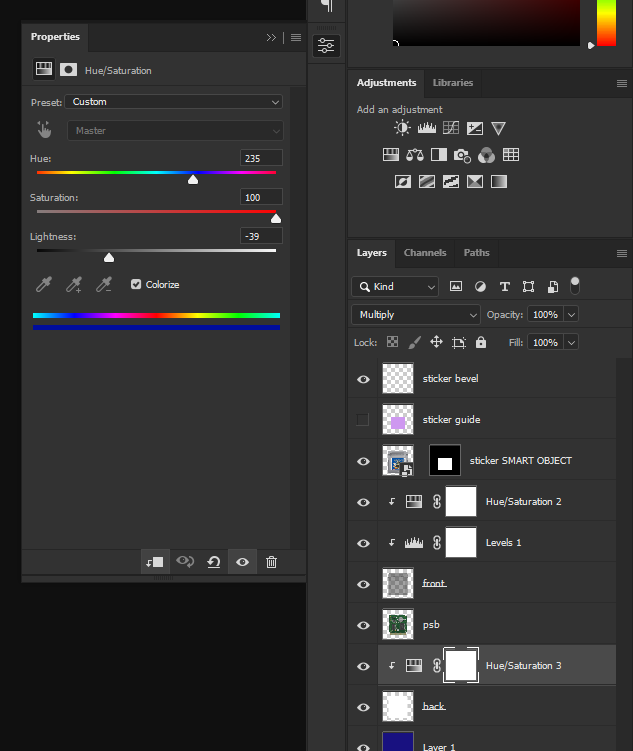 Properties
Hue/Saturation
Preset: Custom
Master
Hue: 235
Saturation: 100
Lightness: -39
Colorize
Adjustments Libraries
Add an adjustment
Layers Channels Paths
Kind
Multiply Opacity: 100%
Lock: Fill: 100%
sticker bevel
sticker guide
sticker SMART OBJECT
Hue/Saturation 2
Levels 1
front
psb
Hue/Saturation 3
back
Layer 1